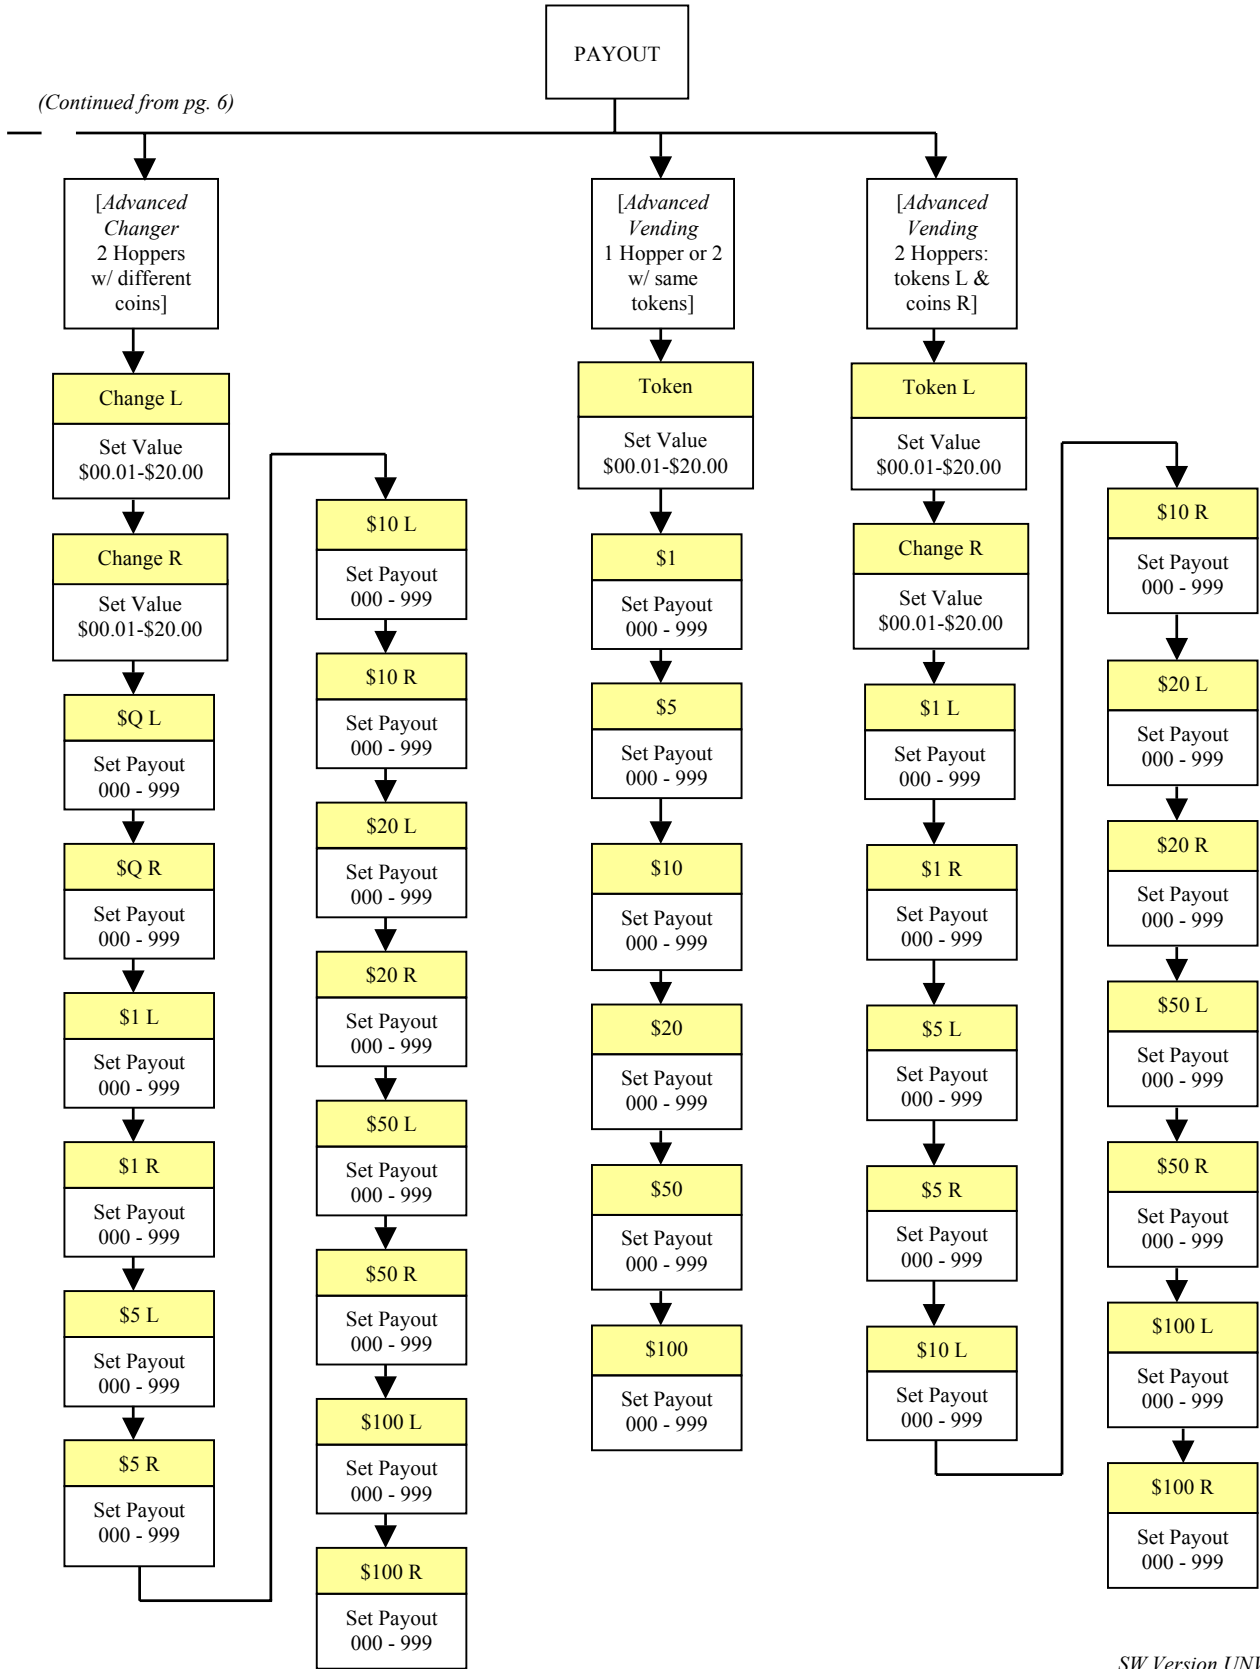 PAYOUT
(Continued from pg. 6)
[Advanced
Changer
2 Hoppers
w/ different
coins]
Change L
Set Value
$00.01-$20.00
Change R
Set Value
$00.01-$20.00
$Q L
Set Payout
000 - 999
$Q R
Set Payout
000 - 999
$1 L
Set Payout
000 - 999
$1 R
Set Payout
000 - 999
$5 L
Set Payout
000 - 999
$5 R
Set Payout
000 - 999
$10 L
Set Payout
000 - 999
$10 R
Set Payout
000 - 999
$20 L
Set Payout
000 - 999
$20 R
Set Payout
000 - 999
$50 L
Set Payout
000 - 999
$50 R
Set Payout
000 - 999
$100 L
Set Payout
000 - 999
$100 R
Set Payout
000 - 999
[Advanced
Vending
1 Hopper or 2
w/ same
tokens]
Token
Set Value
$00.01-$20.00
$1
Set Payout
000 - 999
$5
Set Payout
000 - 999
$10
Set Payout
000 - 999
$20
Set Payout
000 - 999
$50
Set Payout
000 - 999
$100
Set Payout
000 - 999
[Advanced
Vending
2 Hoppers:
tokens L &
coins R]
Token L
Set Value
$00.01-$20.00
Change R
Set Value
$00.01-$20.00
$1 L
Set Payout
000 - 999
$1 R
Set Payout
000 - 999
$5 L
Set Payout
000 - 999
$5 R
Set Payout
000 - 999
$10 L
Set Payout
000 - 999
$10 R
Set Payout
000 - 999
$20 L
Set Payout
000 - 999
$20 R
Set Payout
000 - 999
$50 L
Set Payout
000 - 999
$50 R
Set Payout
000 - 999
$100 L
Set Payout
000 - 999
$100 R
Set Payout
000 - 999
SW Version